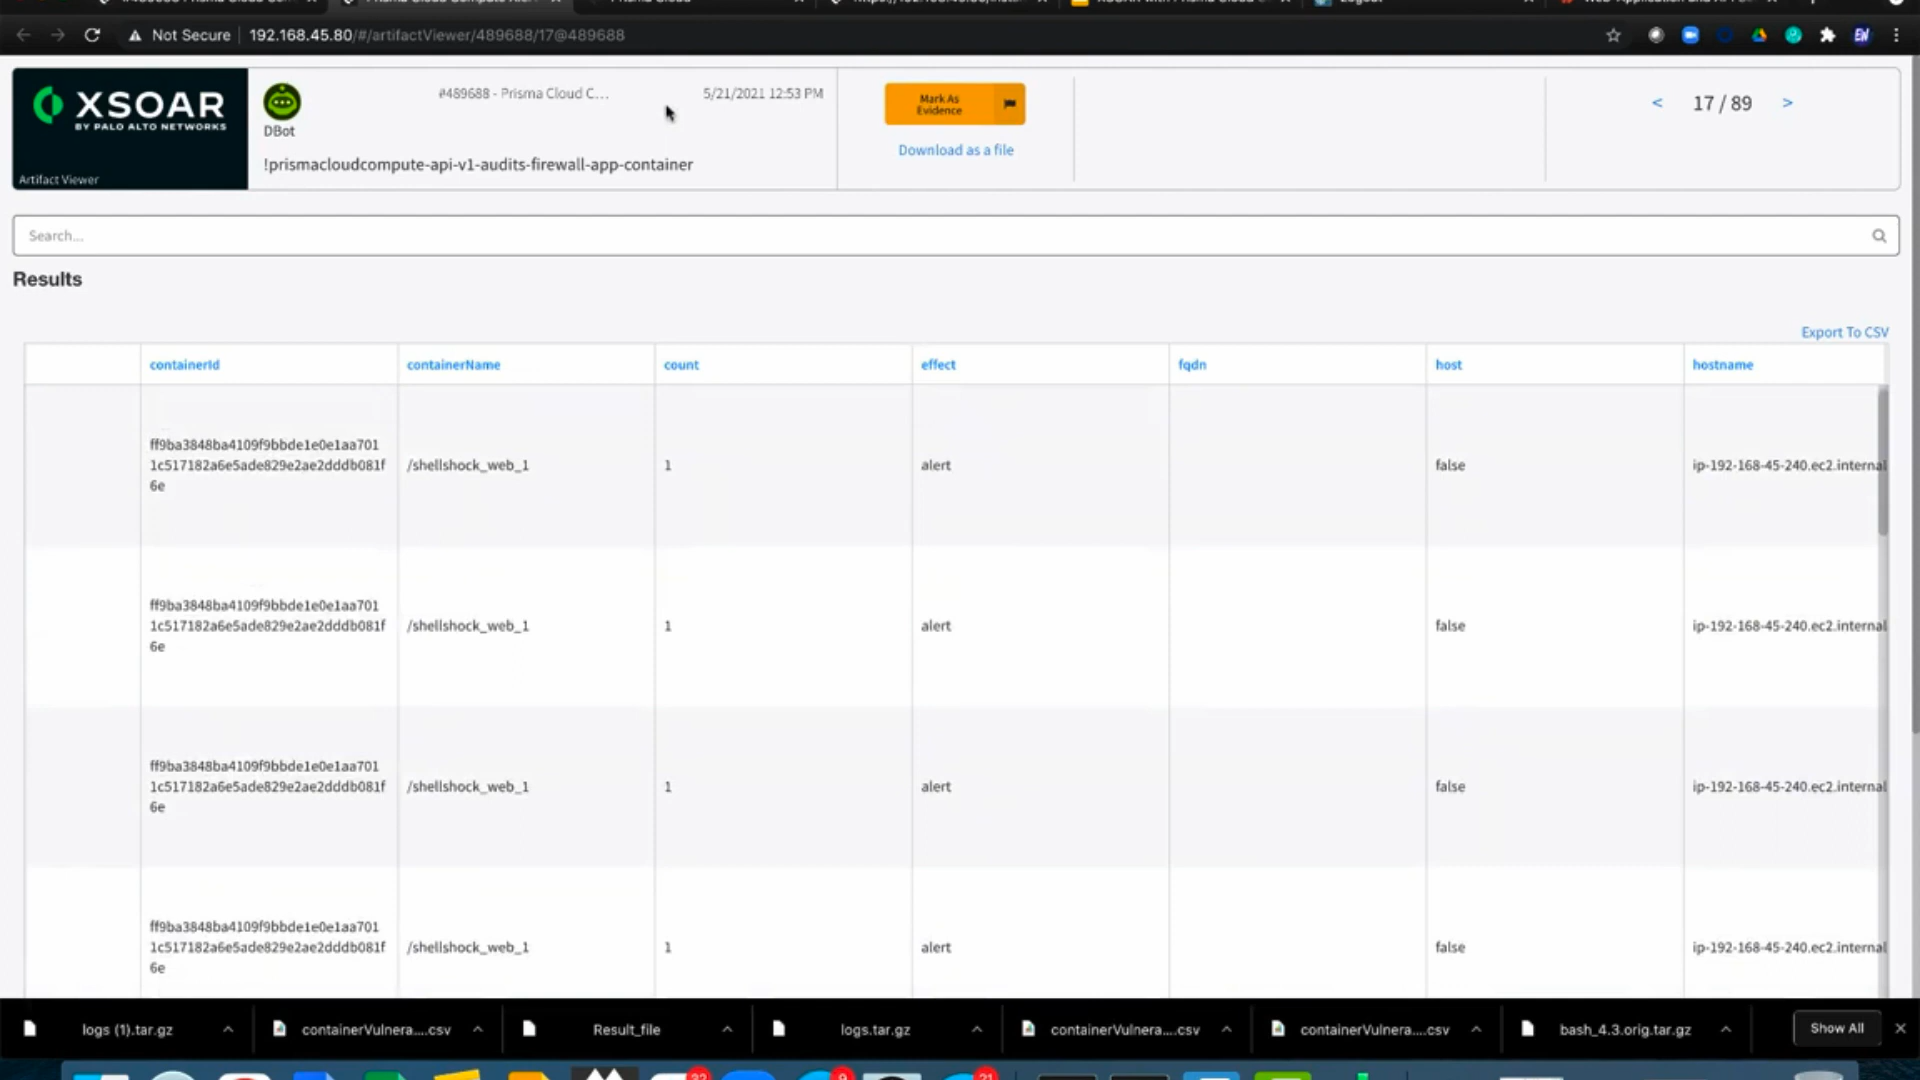 Not Secure 192.168.45.80/#/artifactViewer/489688/17@489688
XSOAR
BY PALO ALTO NETWORKS
Artifact Viewer
DBot
#489688 - Prisma Cloud C...
5/21/2021 12:53 PM
!prismacloudcompute-api-v1-audits-firewall-app-container
Mark As
Evidence
Download as a file
< 17 / 89 >
Search...
Results
Export To CSV
containerId containerName count effect fqdn host hostname
ff9ba3848ba4109f9bbde1e0e1aa701
1c517182a6e5ade829e2ae2dddb081f /shellshock_web_1 1 alert false ip-192-168-45-240.ec2.internal
6e
ff9ba3848ba4109f9bbde1e0e1aa701
1c517182a6e5ade829e2ae2dddb081f /shellshock_web_1 1 alert false ip-192-168-45-240.ec2.internal
6e
ff9ba3848ba4109f9bbde1e0e1aa701
1c517182a6e5ade829e2ae2dddb081f /shellshock_web_1 1 alert false ip-192-168-45-240.ec2.internal
6e
ff9ba3848ba4109f9bbde1e0e1aa701
1c517182a6e5ade829e2ae2dddb081f /shellshock_web_1 1 alert false ip-192-168-45-240.ec2.internal
6e
logs (1).tar.gz containerVulnera....csv Result_file logs.tar.gz containerVulnera....csv containerVulnera....csv bash_4.3.orig.tar.gz Show All